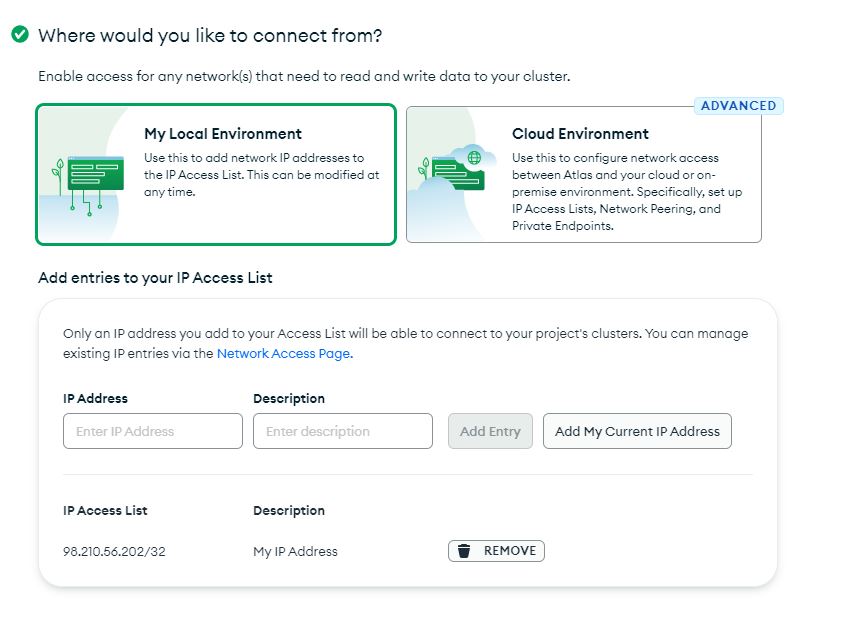 Where would you like to connect from?
Enable access for any network(s) that need to read and write data to your cluster.
ADVANCED
My Local Environment
Use this to add network IP addresses to
the IP Access List. This can be modified at
any time.
Cloud Environment
Use this to configure network access
between Atlas and your cloud or on-
premise environment. Specifically, set up
IP Access Lists, Network Peering, and
Private Endpoints.
Add entries to your IP Access List
Only an IP address you add to your Access List will be able to connect to your project's clusters. You can manage
existing IP entries via the Network Access Page.
IP Address Description
Enter IP Address Enter description Add Entry Add My Current IP Address
IP Access List Description
98.210.56.202/32 My IP Address REMOVE